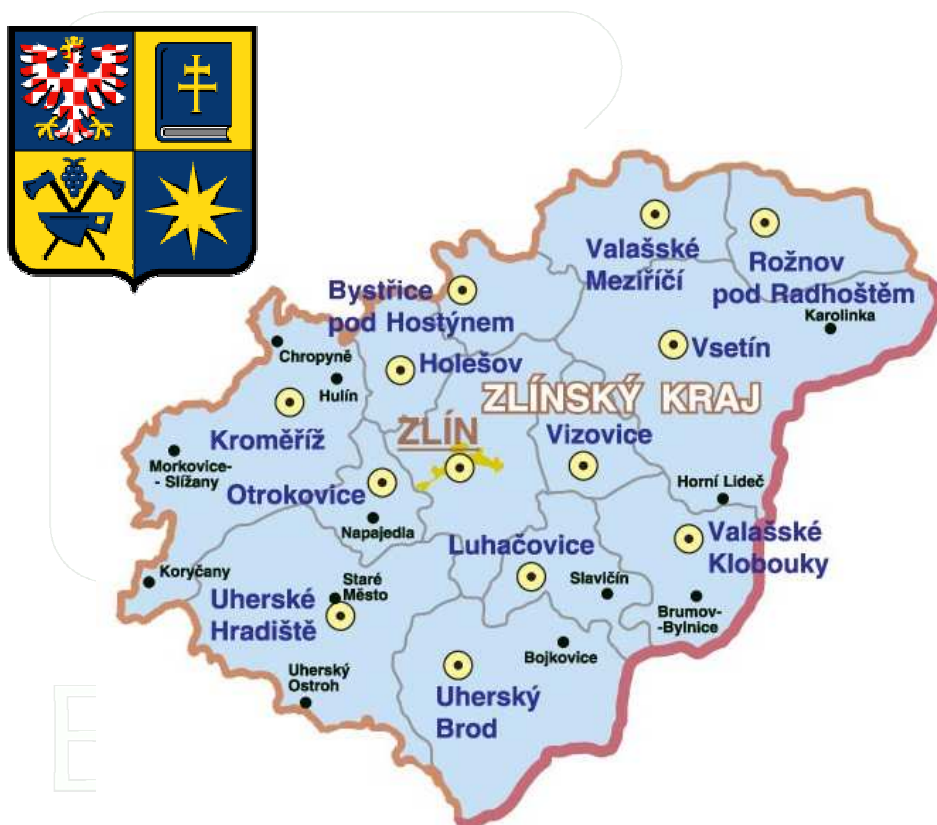 Valašské
Meziříčí
Rožnov
pod Radhoštěm
Karolinka
Bystřice
pod Hostýnem
Vsetín
Chropyně
Holešov
Hulín
ZLÍNSKÝ KRAJ
Kroměříž
ZLÍN
Vizovice
Morkovice-
- Slížany
Otrokovice
Horní Lideč
Napajedla
Valašské
Klobouky
Luhačovice
Koryčany
Staré
Město
Slavičín
Uherské
Hradiště
Brumov-
-Bylnice
Bojkovice
Uherský
Ostroh
Uherský
Brod
E